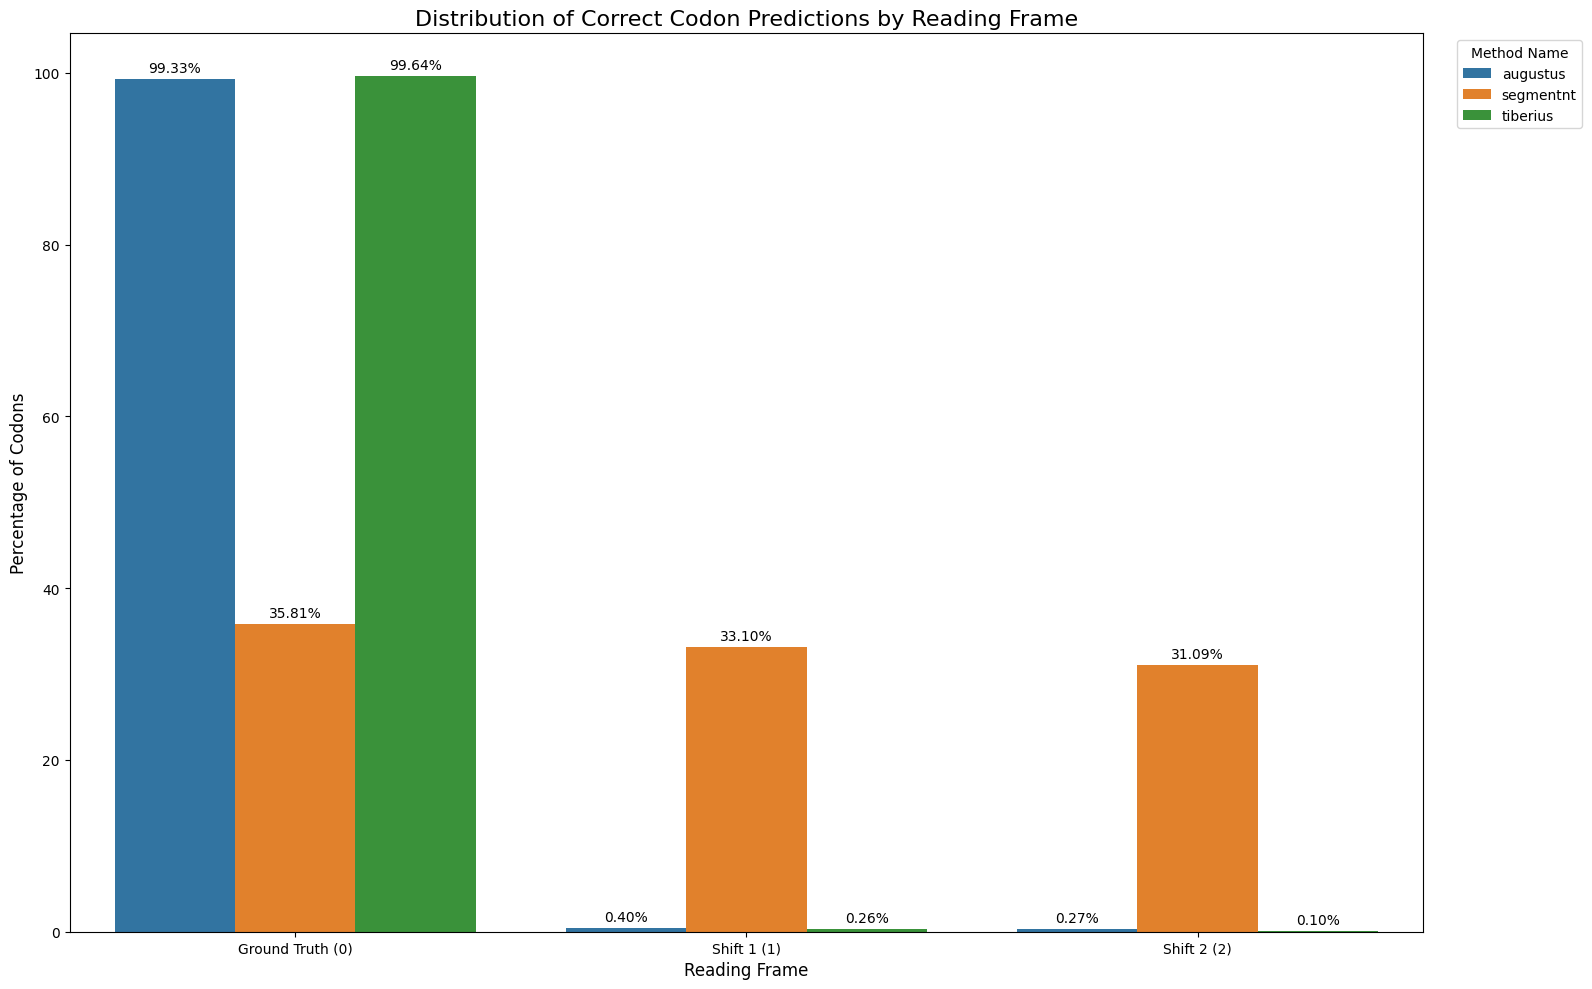 Distribution of Correct Codon Predictions by Reading Frame
Method Name
augustus
segmentnt
tiberius
Percentage of Codons
100
80
60
40
20
0
99.33%
35.81%
99.64%
0.40%
33.10%
0.26%
0.27%
31.09%
0.10%
Ground Truth (0)
Shift 1 (1)
Shift 2 (2)
Reading Frame